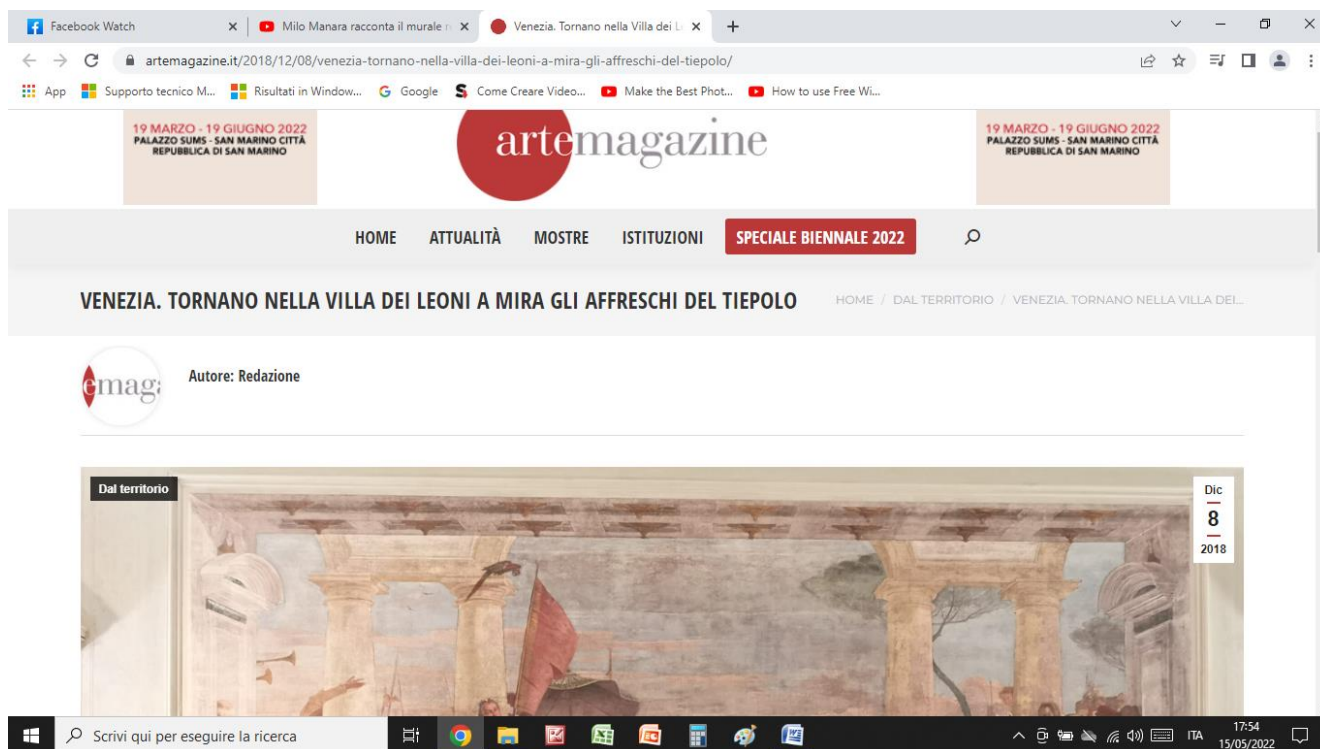 Facebook Watch
Milo Manara racconta il murale n
Venezia. Tornano nella Villa dei L
artemagazine.it/2018/12/08/venezia-tornano-nella-villa-dei-leoni-a-mira-gli-affreschi-del-tiepolo/
App
Supporto tecnico M...
Risultati in Window...
Google
Come Creare Video...
Make the Best Phot...
How to use Free Wi...
19 MARZO - 19 GIUGNO 2022
PALAZZO SUMS - SAN MARINO CITTÀ
REPUBBLICA DI SAN MARINO
artemagazine
19 MARZO - 19 GIUGNO 2022
PALAZZO SUMS - SAN MARINO CITTÀ
REPUBBLICA DI SAN MARINO
HOME ATTUALITÀ MOSTRE ISTITUZIONI SPECIALE BIENNALE 2022
VENEZIA. TORNANO NELLA VILLA DEI LEONI A MIRA GLI AFFRESCHI DEL TIEPOLO
HOME / DAL TERRITORIO / VENEZIA. TORNANO NELLA VILLA DEI...
emaga
Autore: Redazione
Dal territorio
Dic
8
2018
Scrivi qui per eseguire la ricerca
ITA
17:54
15/05/2022